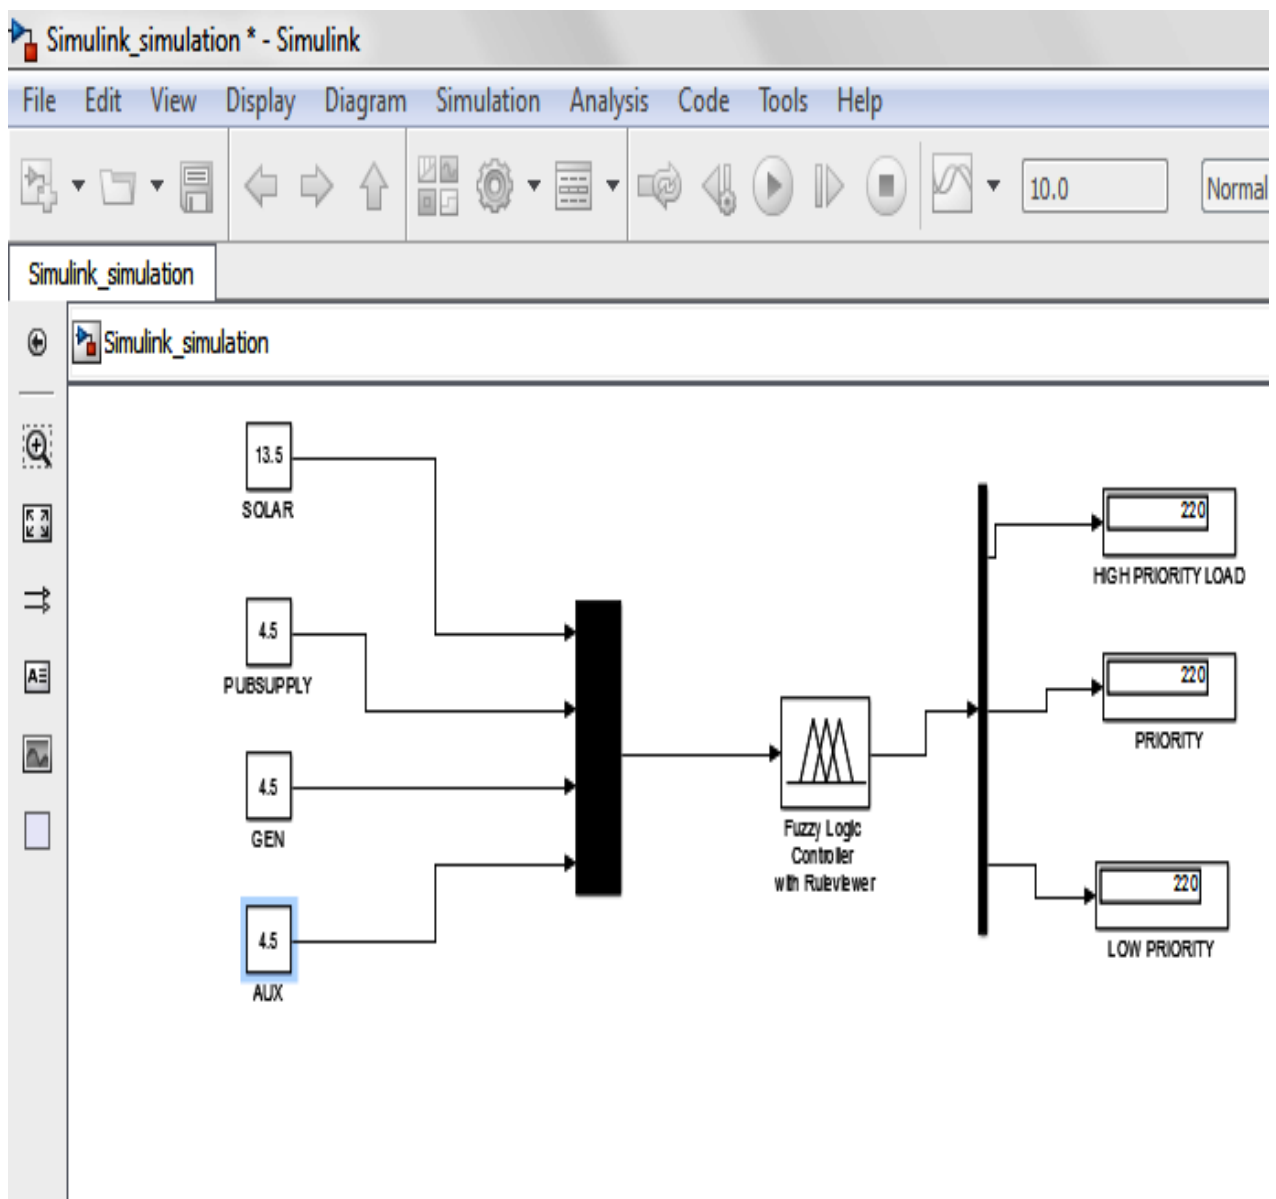 Simulink_simulation * - Simulink
File Edit View Display Diagram Simulation Analysis Code Tools Help
10.0 Normal
Simulink_simulation
Simulink_simulation
13.5
SOLAR
4.5
PUBSUPPLY
4.5
GEN
4.5
AUX
Fuzzy Logic
Controller
with Ruleviewer
220
HIGH PRIORITY LOAD
220
PRIORITY
220
LOW PRIORITY